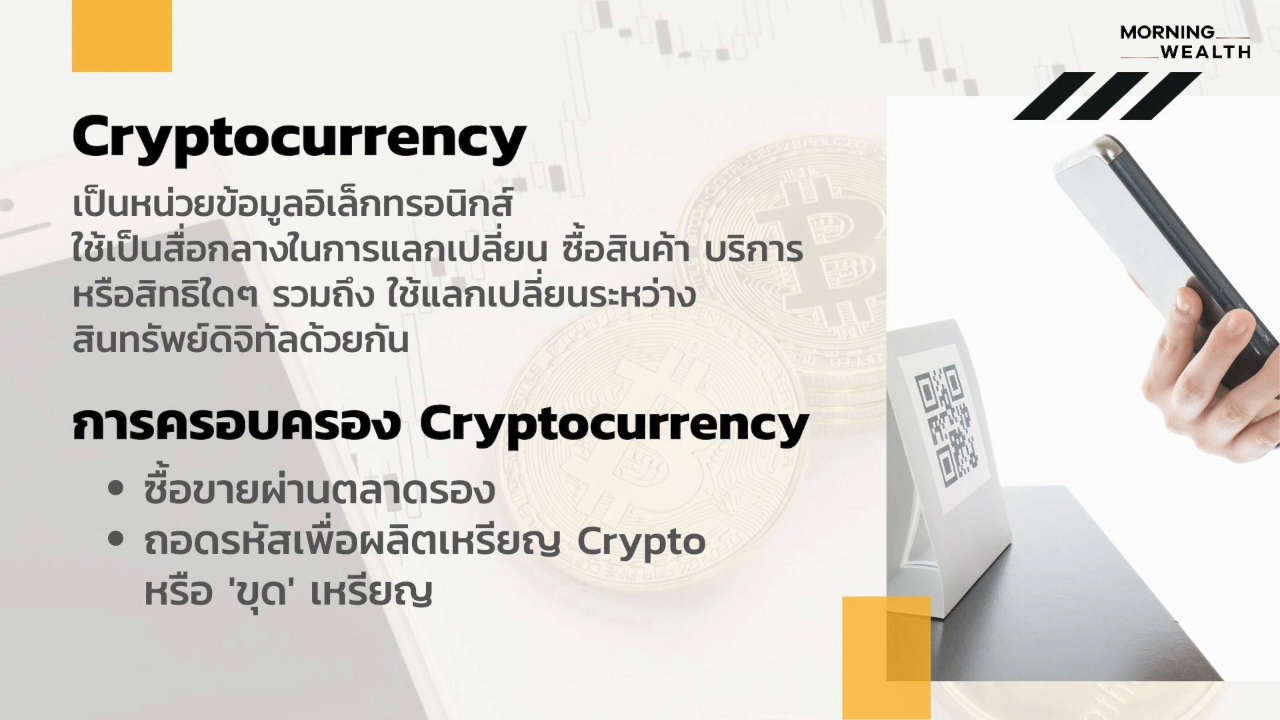 MORNING
WEALTH
Cryptocurrency
เป็นหน่วยข้อมูลอิเล็กทรอนิกส์
ใช้เป็นสื่อกลางในการแลกเปลี่ยน ซื้อสินค้า บริการ
หรือสิทธิใดๆ รวมถึง ใช้แลกเปลี่ยนระหว่าง
สินทรัพย์ดิจิทัลด้วยกัน
การครอบครอง Cryptocurrency
• ซื้อขายผ่านตลาดรอง
• ถอดรหัสเพื่อผลิตเหรียญ Crypto
หรือ 'ขุด' เหรียญ